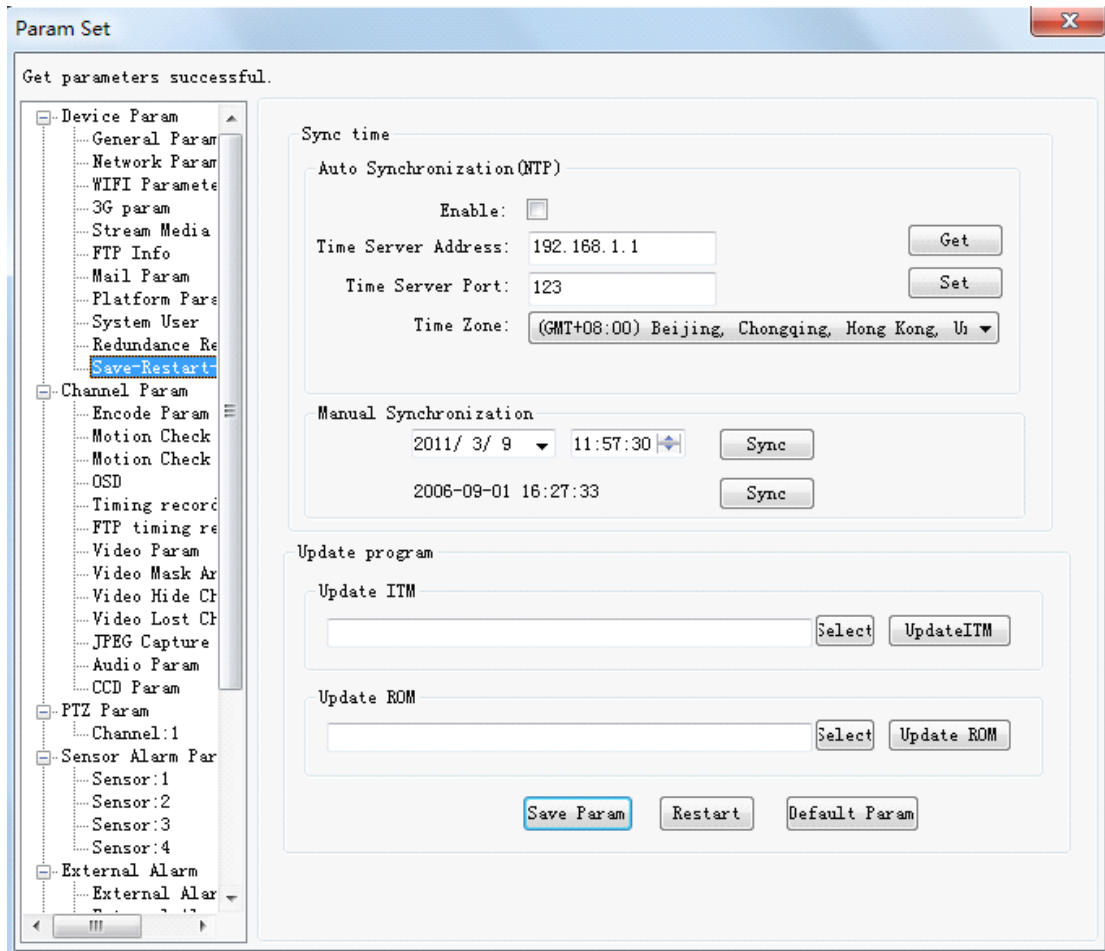 Param Set
Get parameters successful.
Device Param
General Param
Network Param
WIFI Paramete
3G param
Stream Media
FTP Info
Mail Param
Platform Para
System User
Redundance Re
Save-Restart-
Channel Param
Encode Param
Motion Check
Motion Check
OSD
Timing record
FTP timing re
Video Param
Video Mask Ar
Video Hide Ch
Video Lost Ch
JPEG Capture
Audio Param
CCD Param
PTZ Param
Channel:1
Sensor Alarm Par
Sensor:1
Sensor:2
Sensor:3
Sensor:4
External Alarm
External Alar
Sync time
Auto Synchronization(NTP)
Enable:
Time Server Address: 192.168.1.1 Get
Time Server Port: 123 Set
Time Zone: (GMT+08:00) Beijing, Chongqing, Hong Kong,
Manual Synchronization
2011/ 3/ 9 11:57:30 Sync
2006-09-01 16:27:33 Sync
Update program
Update ITM
Select UpdateITM
Update ROM
Select Update ROM
Save Param Restart Default Param